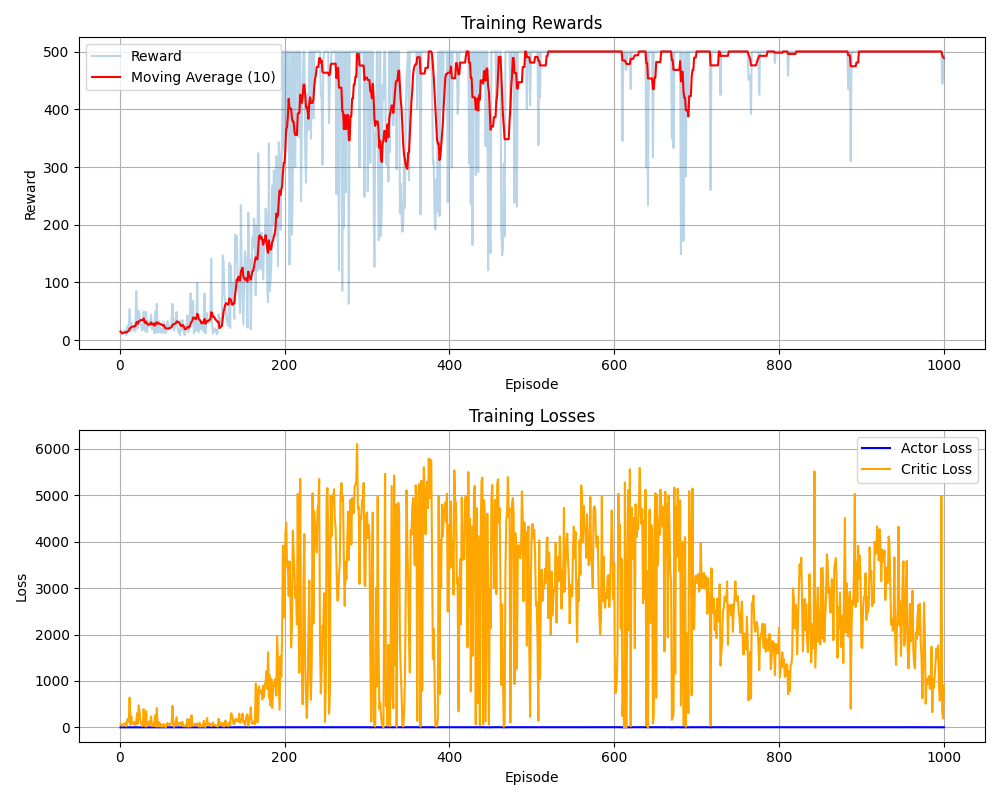 Training Rewards
500
400
300
200
100
0
Reward
Reward
Moving Average (10)
0
200
400
600
800
1000
Episode
Training Losses
6000
5000
4000
3000
2000
1000
0
Loss
Actor Loss
Critic Loss
0
200
400
600
800
1000
Episode